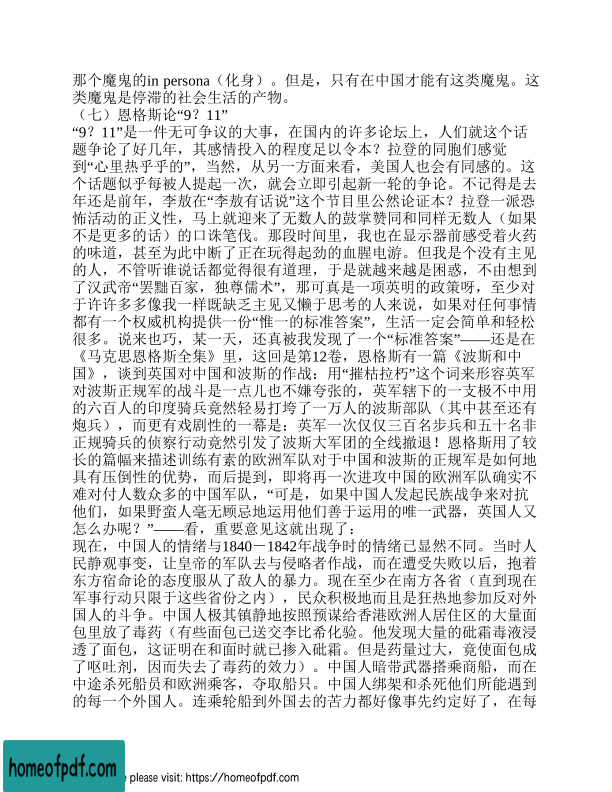 那个魔鬼的in persona（化身）。但是，只有在中国才能有这类魔鬼。这
类魔鬼是停滞的社会生活的产物。
（七）恩格斯论“9？11”
“9？11”是一件无可争议的大事，在国内的许多论坛上，人们就这个话
题争论了好几年，其感情投入的程度足以令本？拉登的同胞们感觉
到“心里热乎乎的”，当然，从另一方面来看，美国人也会有同感的。这
个话题似乎每被人提起一次，就会立即引起新一轮的争论。不记得是去
年还是前年，李敖在“李敖有话说”这个节目里公然论证本？拉登一派恐
怖活动的正义性，马上就迎来了无数人的鼓掌赞同和同样无数人（如果
不是更多的话）的口诛笔伐。那段时间里，我也在显示器前感受着火药
的味道，甚至为此中断了正在玩得起劲的血腥电游。但我是个没有主见
的人，不管听谁说话都觉得很有道理，于是就越来越是困惑，不由想到
了汉武帝“罢黜百家，独尊儒术”，那可真是一项英明的政策呀，至少对
于许许多多像我一样既缺乏主见又懒于思考的人来说，如果对任何事情
都有一个权威机构提供一份“惟一的标准答案”，生活一定会简单和轻松
很多。说来也巧，某一天，还真被我发现了一个“标准答案”——还是在
《马克思恩格斯全集》里，这回是第12卷，恩格斯有一篇《波斯和中
国》，谈到英国对中国和波斯的作战：用“摧枯拉朽”这个词来形容英军
对波斯正规军的战斗是一点儿也不嫌夸张的，英军辖下的一支极不中用
的六百人的印度骑兵竟然轻易打垮了一万人的波斯部队（其中甚至还有
炮兵），而更有戏剧性的一幕是：英军一次仅仅三百名步兵和五十名非
正规骑兵的侦察行动竟然引发了波斯大军团的全线撤退！恩格斯用了较
长的篇幅来描述训练有素的欧洲军队对于中国和波斯的正规军是如何地
具有压倒性的优势，而后提到，即将再一次进攻中国的欧洲军队确实不
难对付人数众多的中国军队，“可是，如果中国人发起民族战争来对抗
他们，如果野蛮人毫无顾忌地运用他们善于运用的唯一武器，英国人又
怎么办呢？”——看，重要意见这就出现了：
现在，中国人的情绪与1840－1842年战争时的情绪已显然不同。当时人
民静观事变，让皇帝的军队去与侵略者作战，而在遭受失败以后，抱着
东方宿命论的态度服从了敌人的暴力。现在至少在南方各省（直到现在
军事行动只限于这些省份之内），民众积极地而且是狂热地参加反对外
国人的斗争。中国人极其镇静地按照预谋给香港欧洲人居住区的大量面
包里放了毒药（有些面包已送交李比希化验。他发现大量的砒霜毒液浸
透了面包，这证明在和面时就已掺入砒霜。但是药量过大，竟使面包成
了呕吐剂，因而失去了毒药的效力）。中国人暗带武器搭乘商船，而在
中途杀死船员和欧洲乘客，夺取船只。中国人绑架和杀死他们所能遇到
的每一个外国人。连乘轮船到外国去的苦力都好像事先约定好了，在每
homeofpdf.com
please visit: https://homeofpdf.com